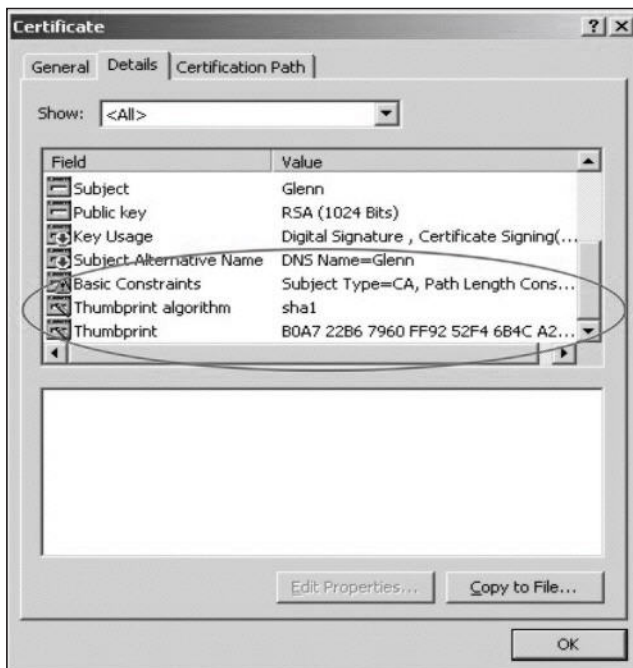 Certificate
General Details Certification Path
Show: <All>
Field Value
Subject Glenn
Public key RSA (1024 Bits)
Key Usage Digital Signature , Certificate Signing(...
Subject Alternative Name DNS Name=Glenn
Basic Constraints Subject Type=CA, Path Length Cons...
Thumbprint algorithm sha1
Thumbprint B0A7 22B6 7960 FF92 52F4 6B4C A2...
Edit Properties...
Copy to File...
OK